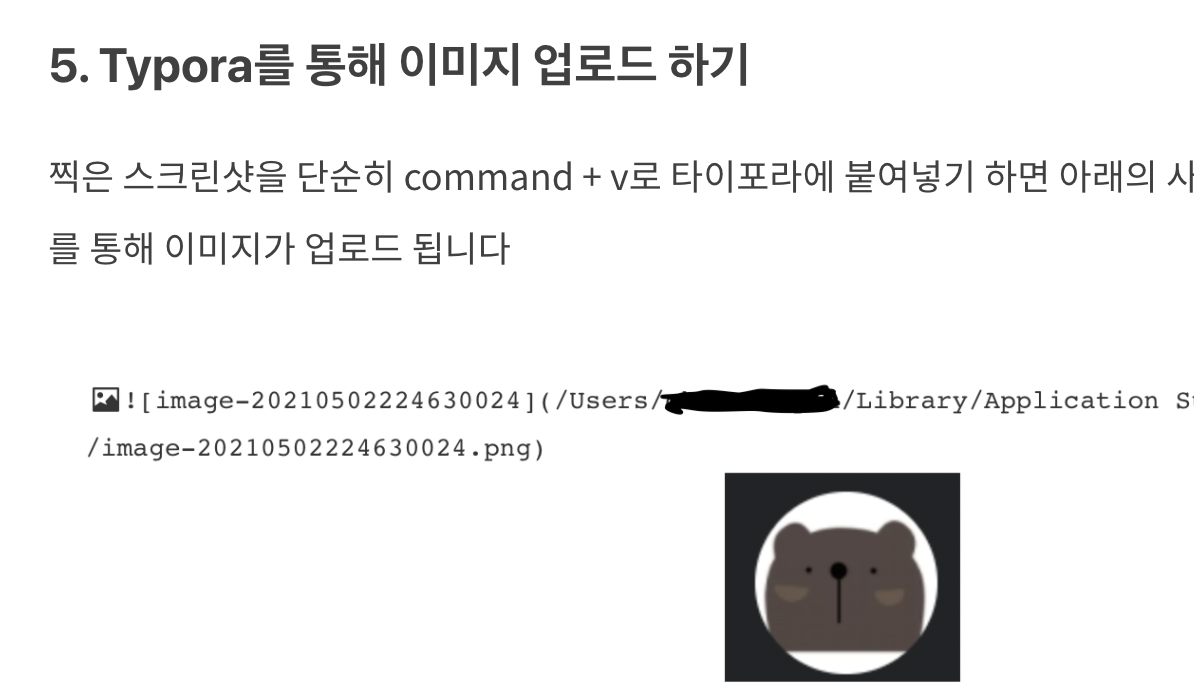 5. Typora를 통해 이미지 업로드 하기
찍은 스크린샷을 단순히 command + v로 타이포라에 붙여넣기 하면 아래의 사
를 통해 이미지가 업로드 됩니다
![image-20210502224630024](/Users/ /Library/Application
/image-20210502224630024.png)